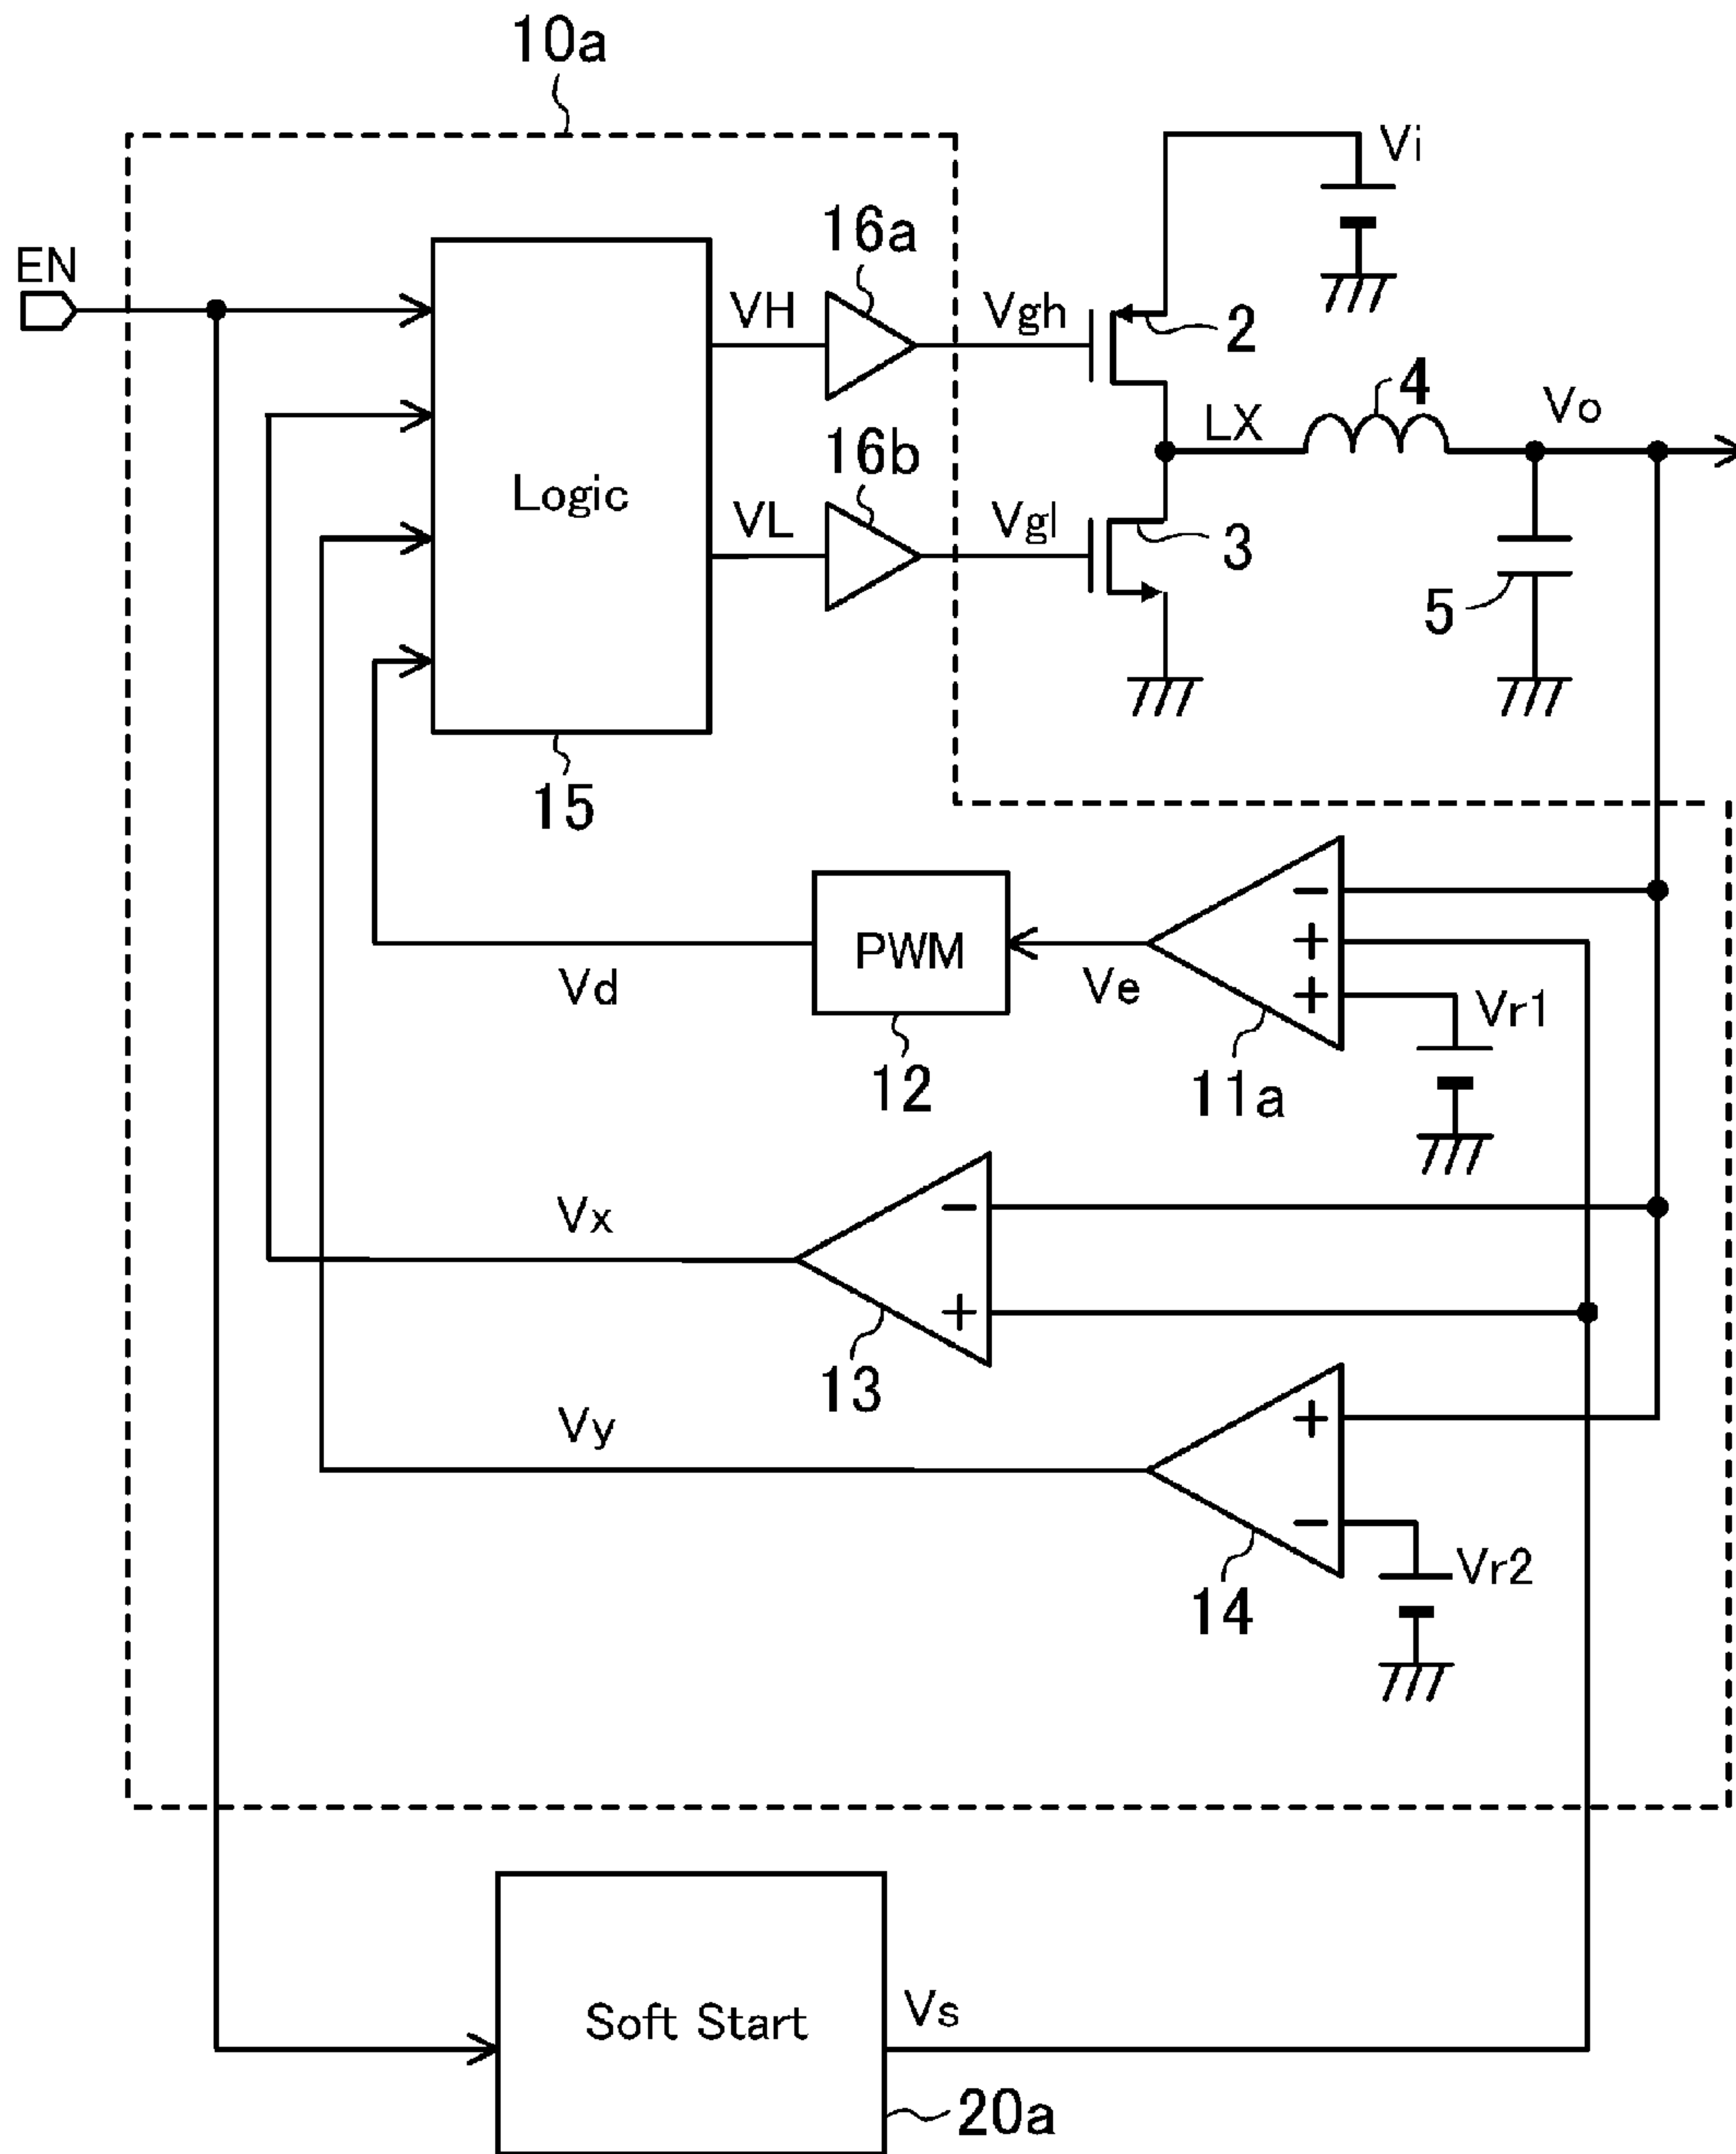 10a
Vi
16a
EN
VH
Vgh
2
4
Vo
LX
16b
Logic
VL
Vgl
3
5
15
−
PWM
+
Vd
Ve
+
Vr1
12
11a
Vx
−
+
13
Vy
+
−
Vr2
14
Soft Start
Vs
20a